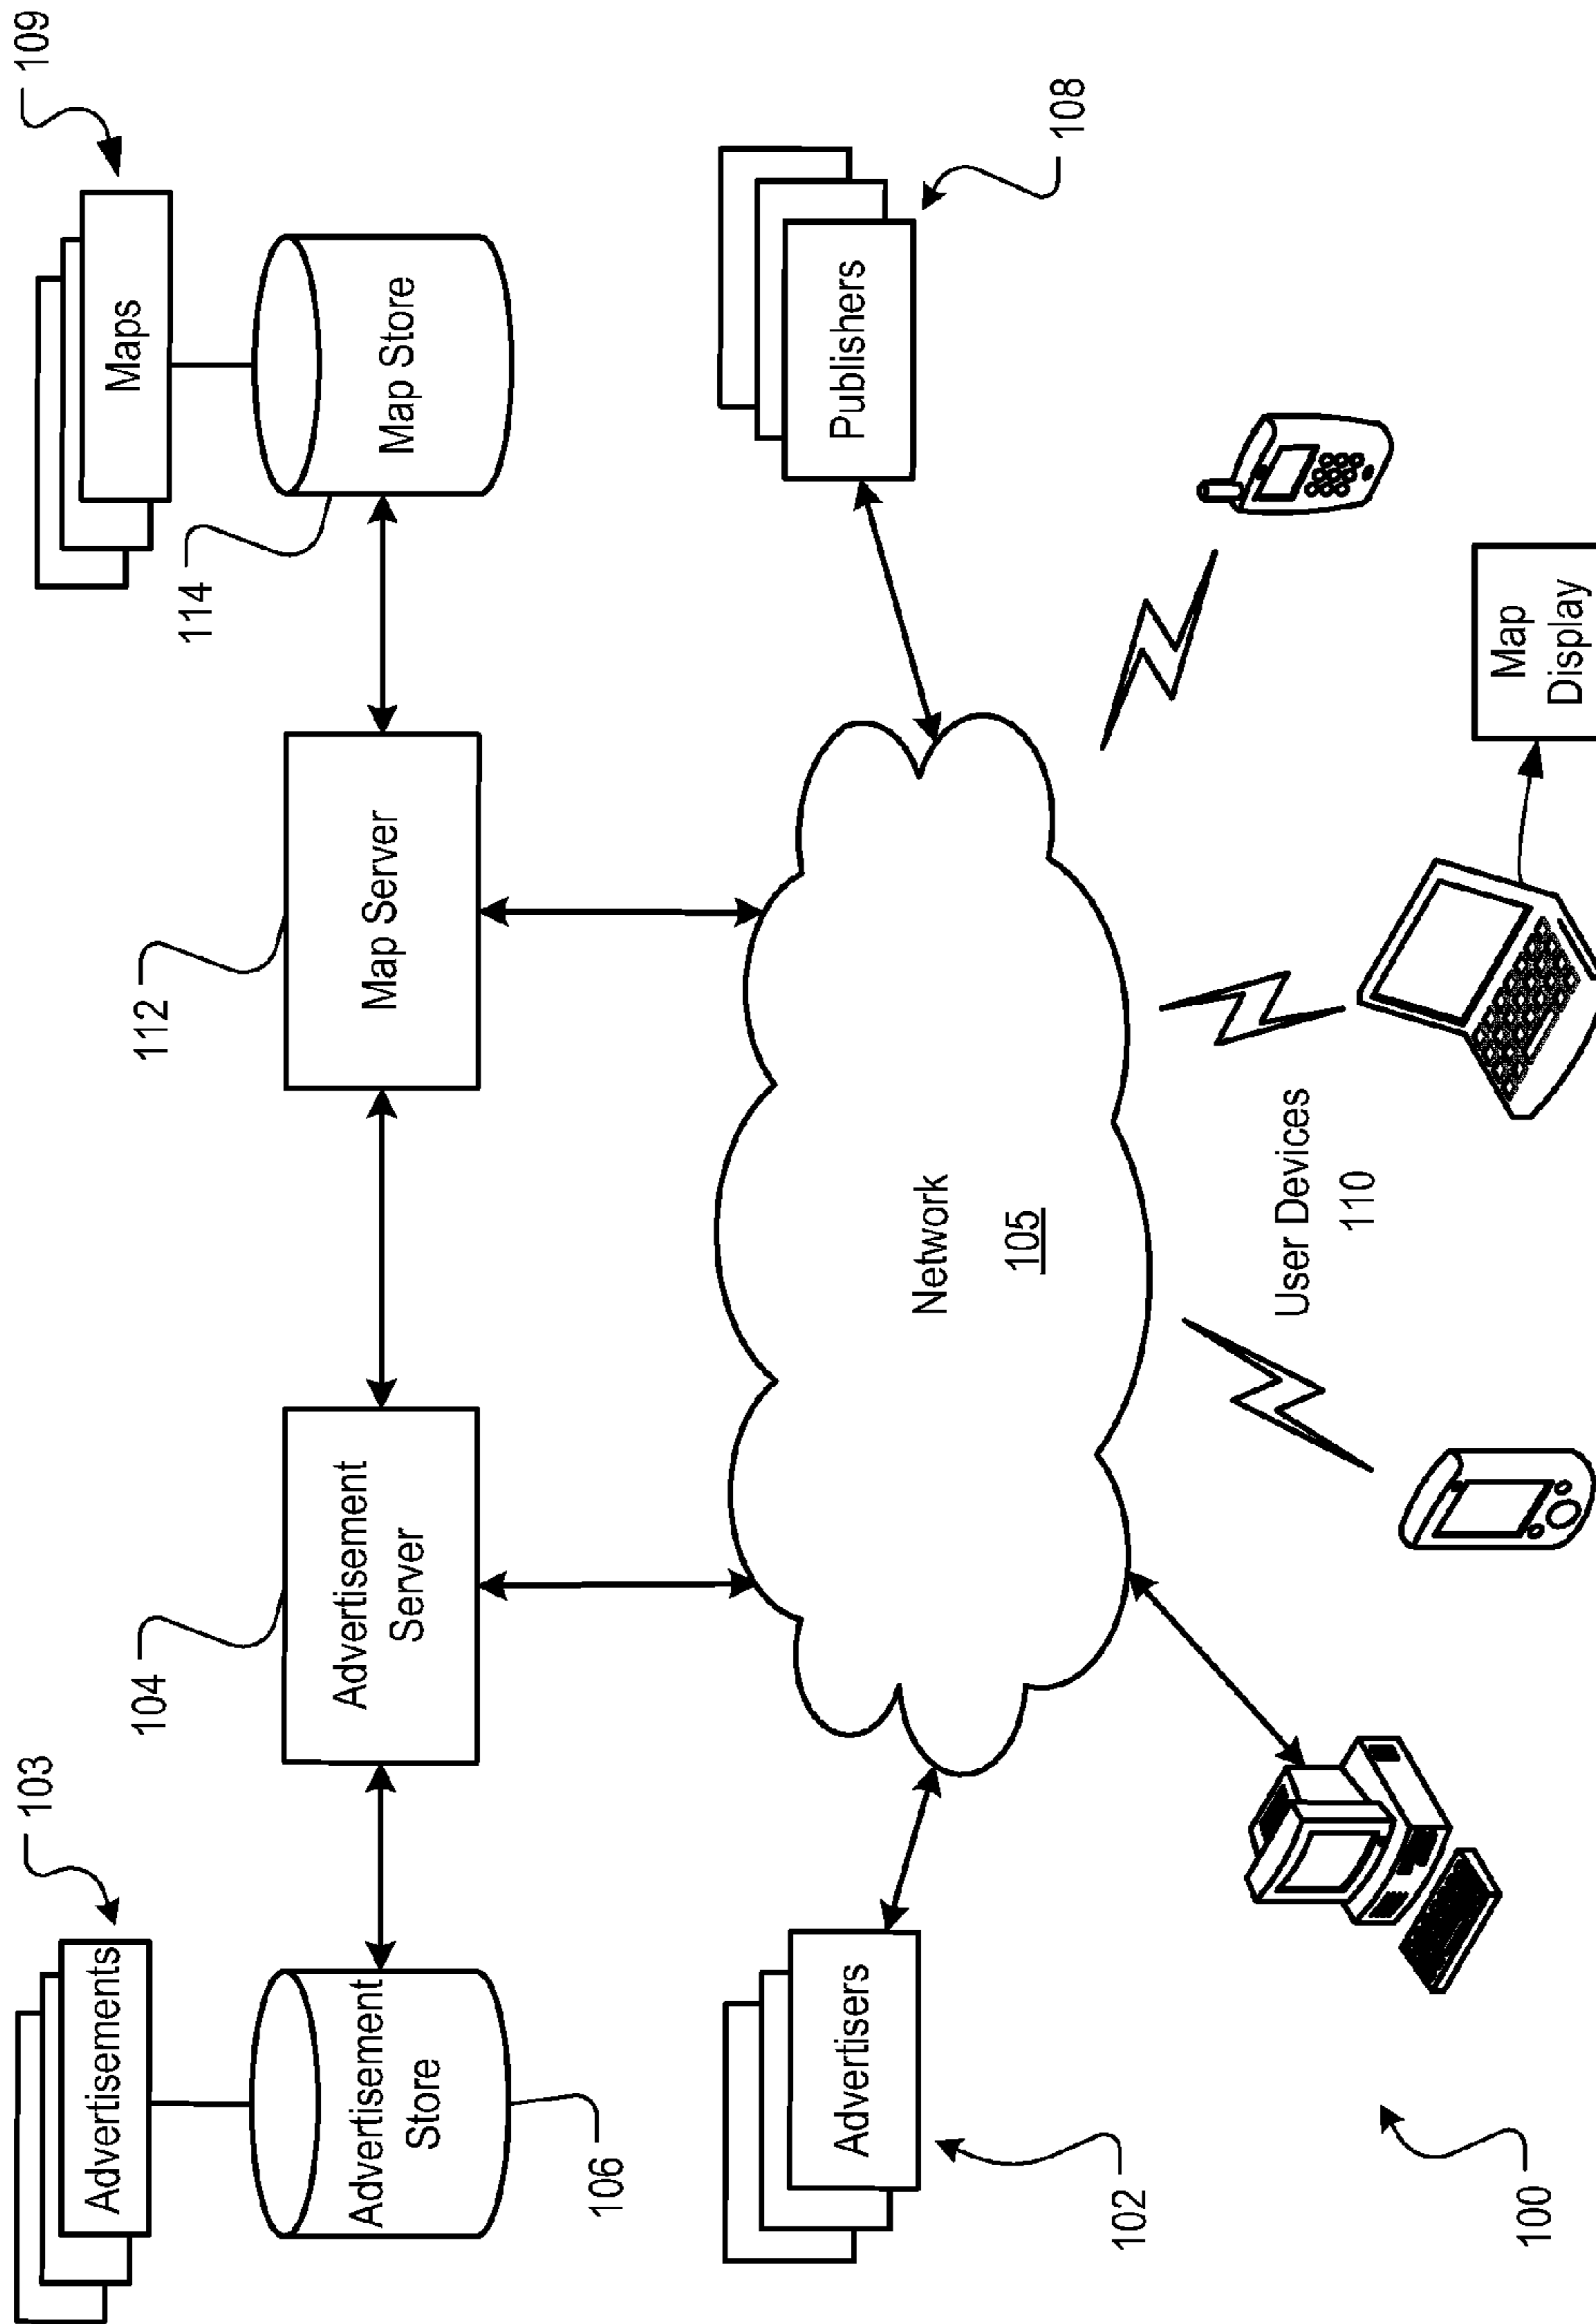 103
Advertisements
104
112
109
Maps
Advertisement
Store
106
Advertisement
Server
Map Server
114
Map Store
Advertisers
102
Network
105
Publishers
108
User Devices
110
Map
Display
100